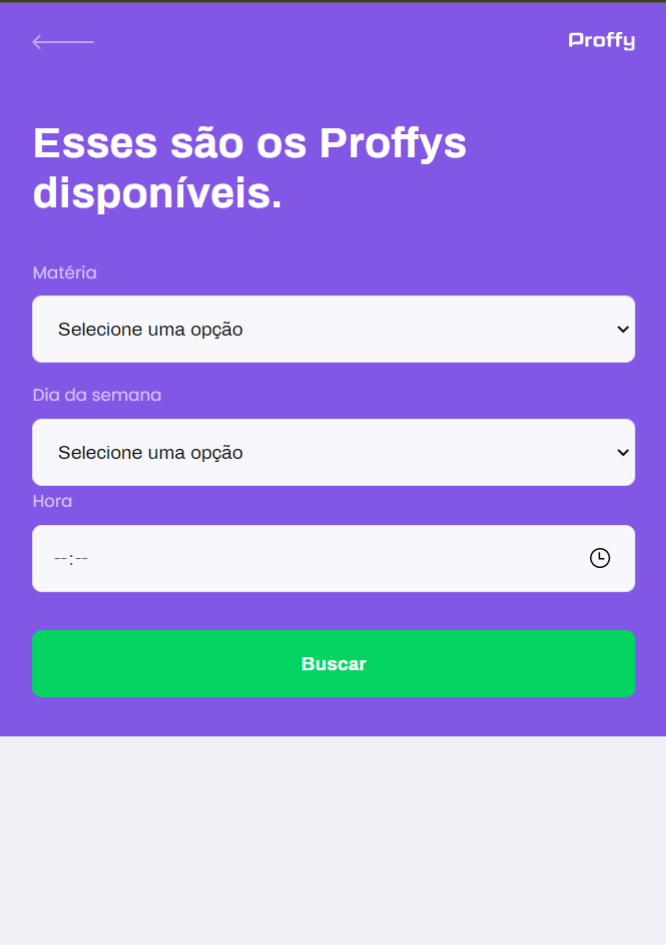 Proffy
Esses são os Proffys
disponíveis.
Matéria
Selecione uma opção
Dia da semana
Selecione uma opção
Hora
--:--
Buscar